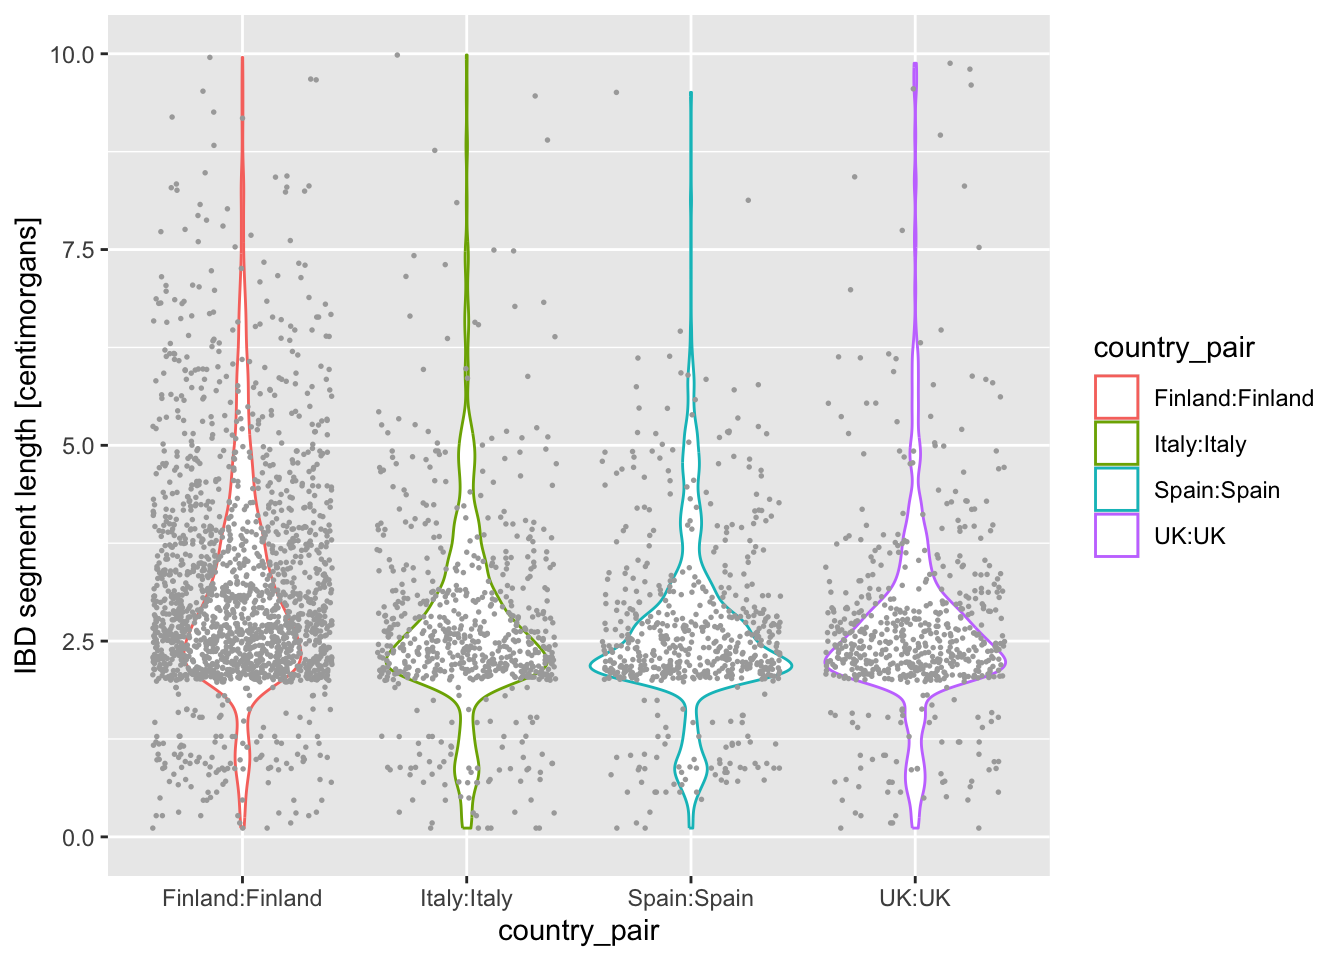 IBD segment length [centimorgans]
10.0
7.5
5.0
2.5
0.0
Finland:Finland
Italy:Italy
Spain:Spain
UK:UK
country_pair
country_pair
Finland:Finland
Italy:Italy
Spain:Spain
UK:UK